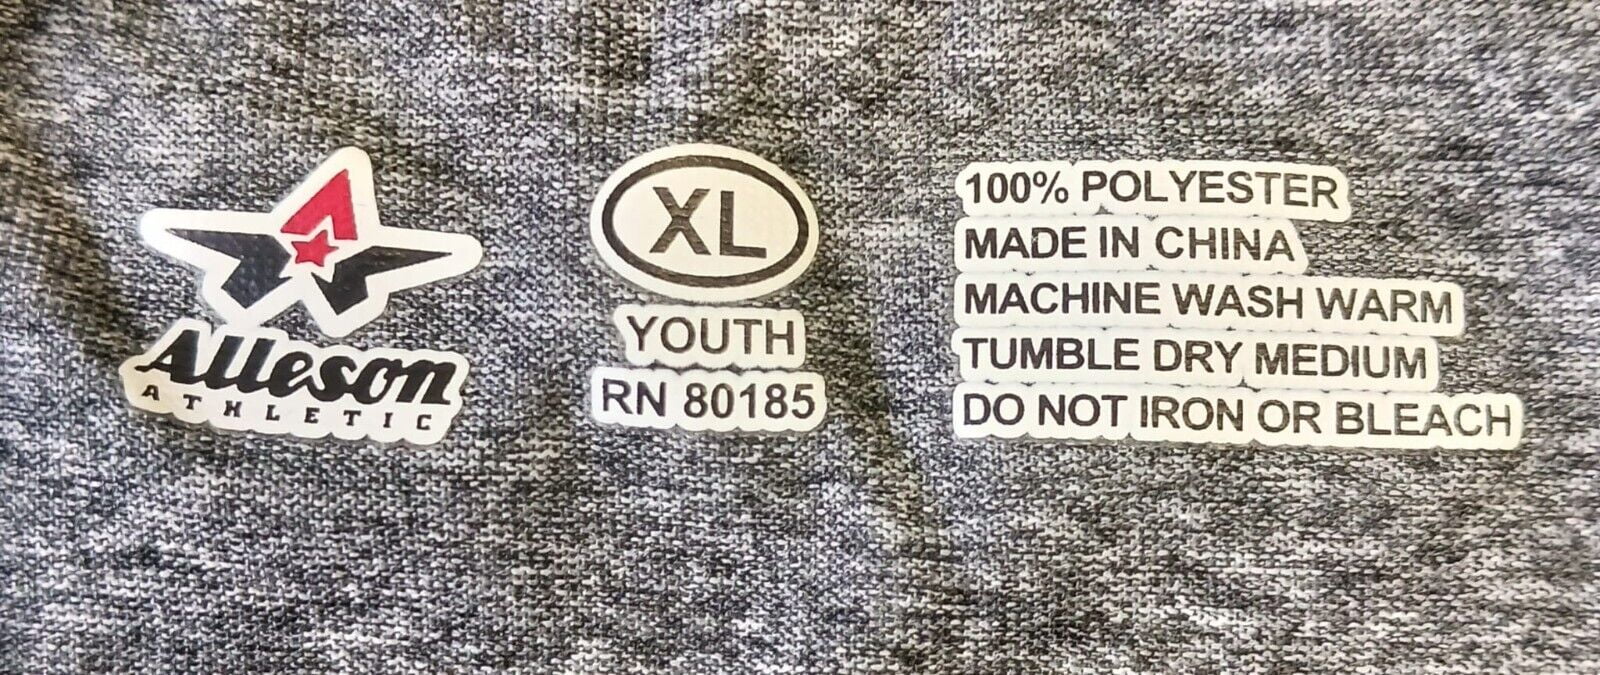 Alleson
ATHLETIC
XL
YOUTH
RN 80185
100% POLYESTER
MADE IN CHINA
MACHINE WASH WARM
TUMBLE DRY MEDIUM
DO NOT IRON OR BLEACH